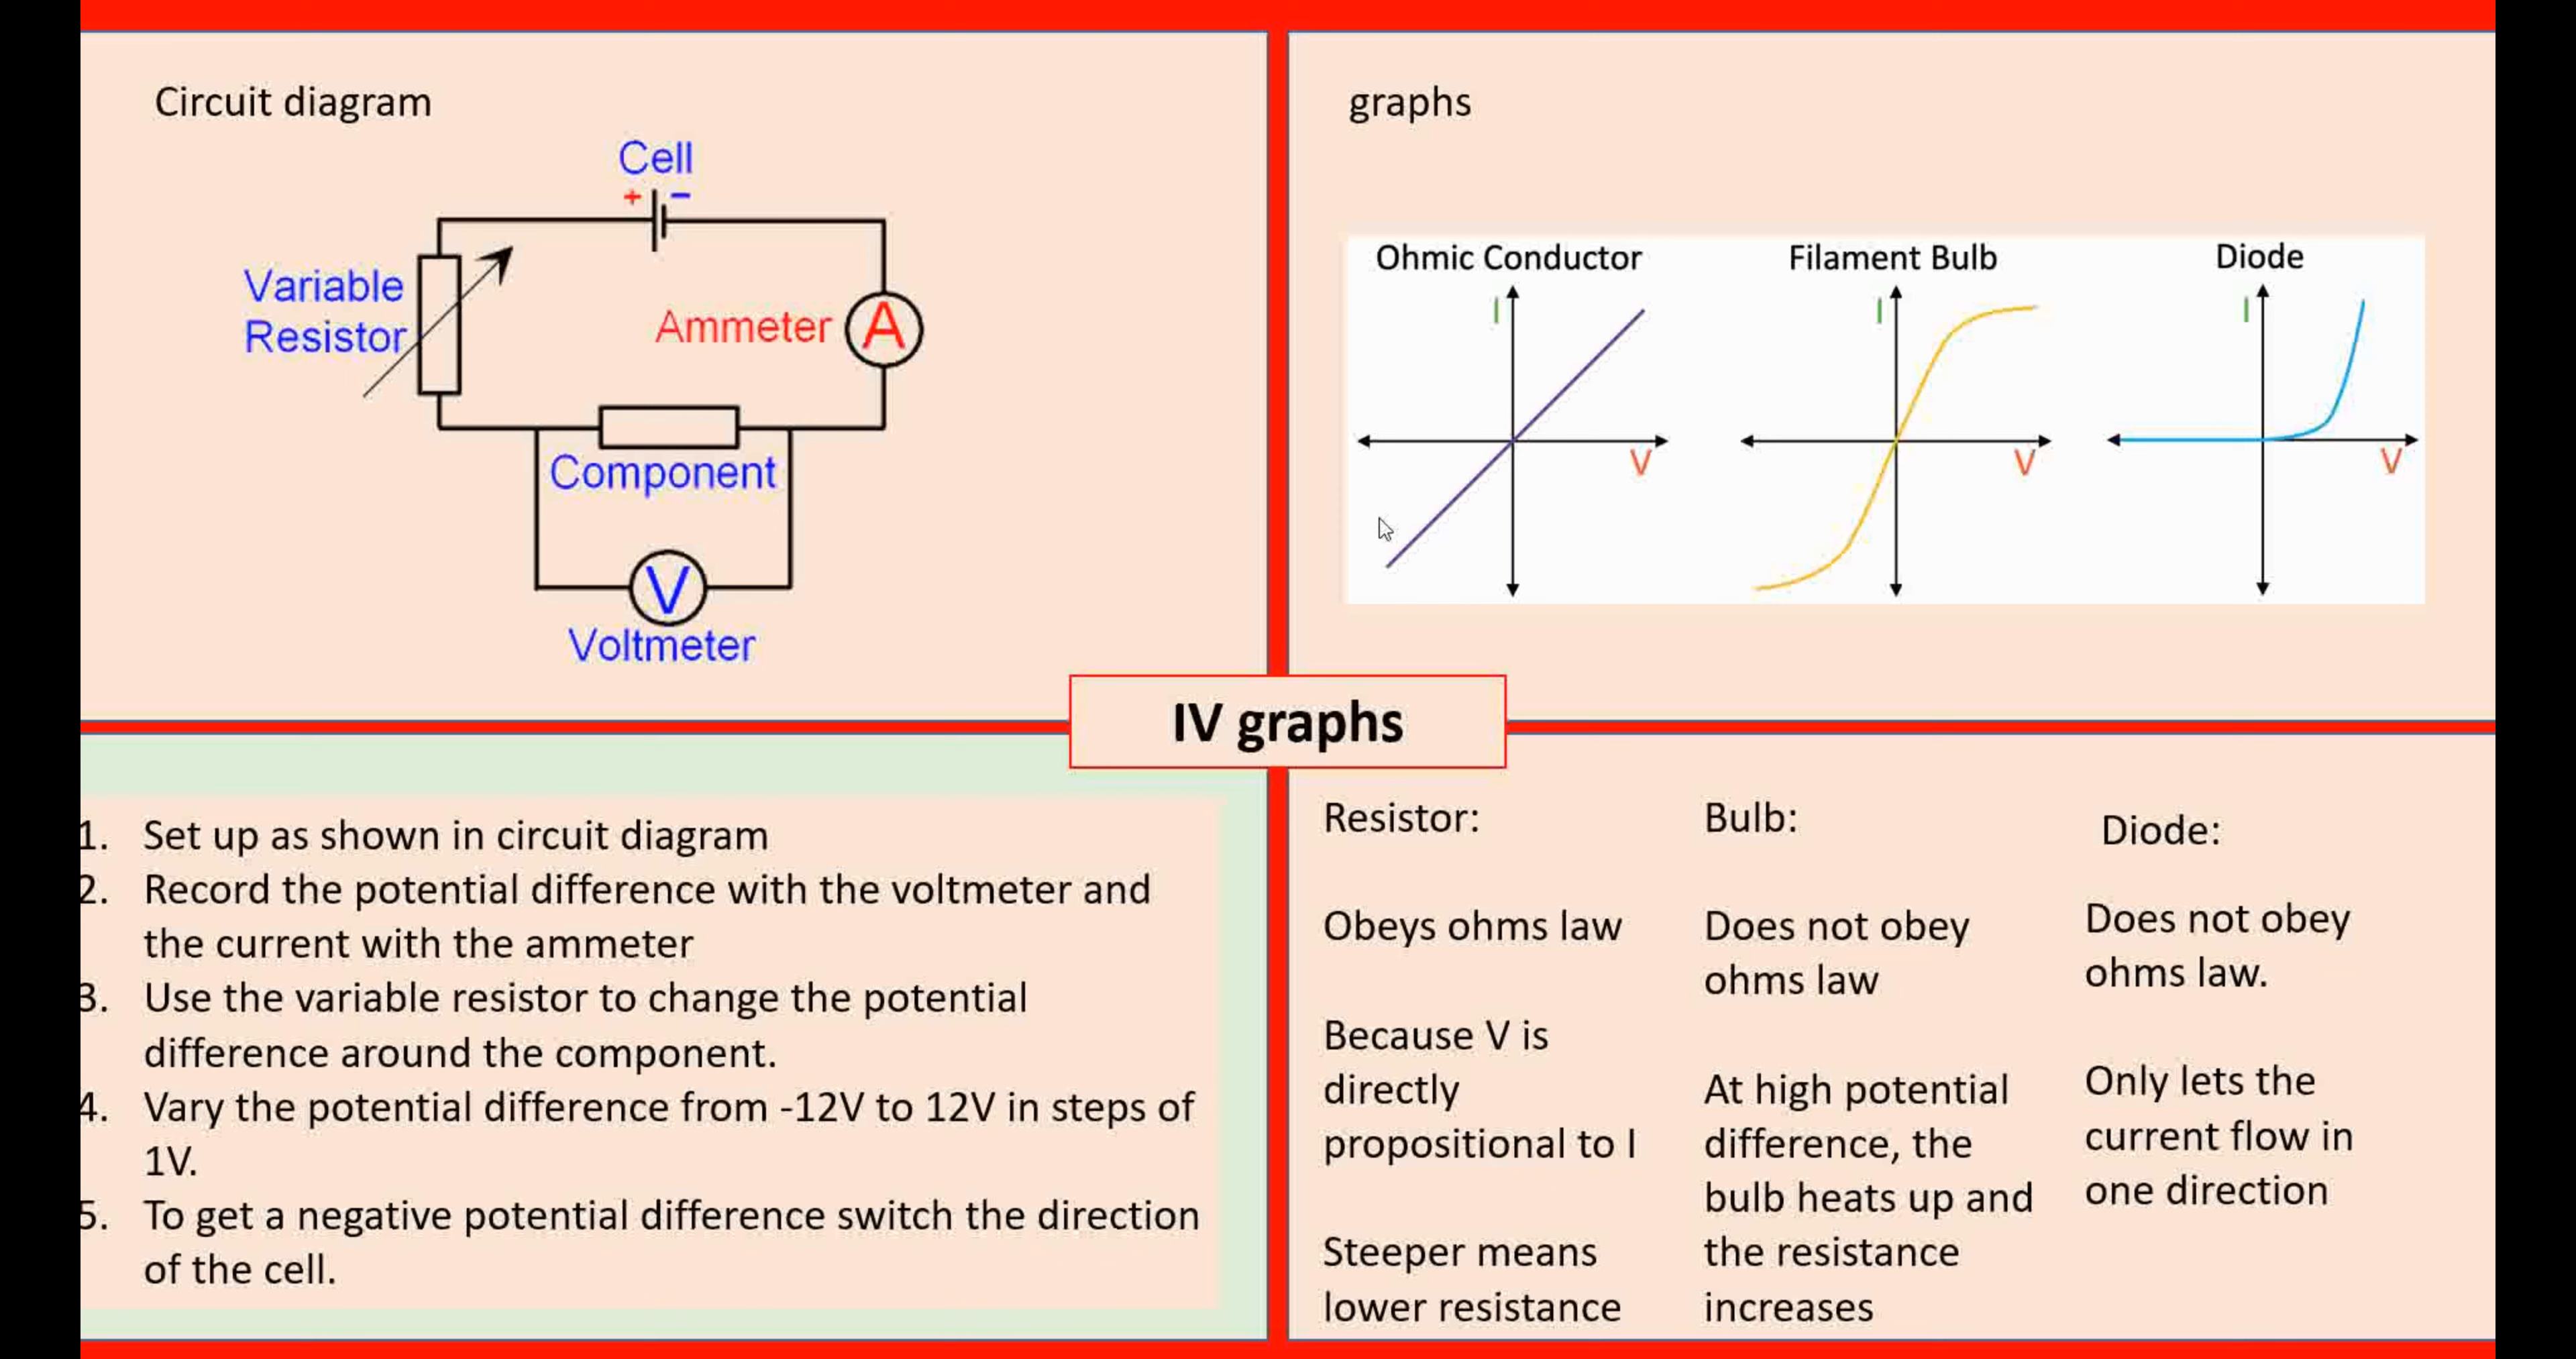 Circuit diagram
Cell
+ −
Variable
Resistor
Ammeter A
Component
V
Voltmeter
graphs
Ohmic Conductor
I
V
Filament Bulb
I
V
Diode
I
V
IV graphs
1. Set up as shown in circuit diagram
2. Record the potential difference with the voltmeter and
the current with the ammeter
3. Use the variable resistor to change the potential
difference around the component.
4. Vary the potential difference from -12V to 12V in steps of
1V.
5. To get a negative potential difference switch the direction
of the cell.
Resistor:
Obeys ohms law
Because V is
directly
propositional to I
Steeper means
lower resistance
Bulb:
Does not obey
ohms law
At high potential
difference, the
bulb heats up and
the resistance
increases
Diode:
Does not obey
ohms law.
Only lets the
current flow in
one direction